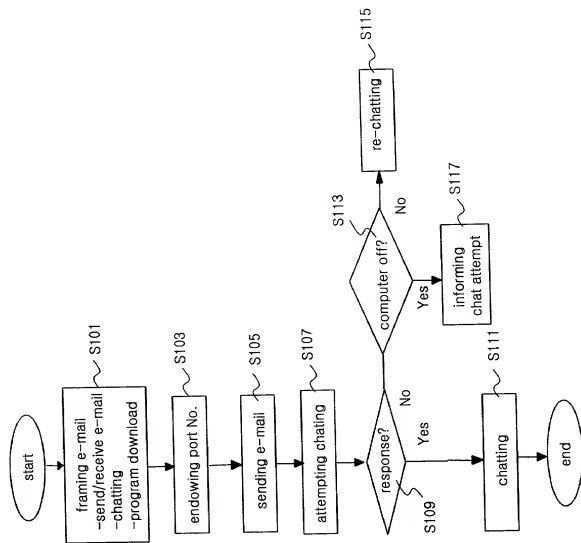 start
framing e-mail
-send/receive e-mail
-chatting
-program download
S101
endowing port No.
S103
sending e-mail
S105
attempting chating
S107
response?
S109
No
Yes
computer off?
S113
No
Yes
re-chatting
S115
informing
chat attempt
S117
chatting
S111
end